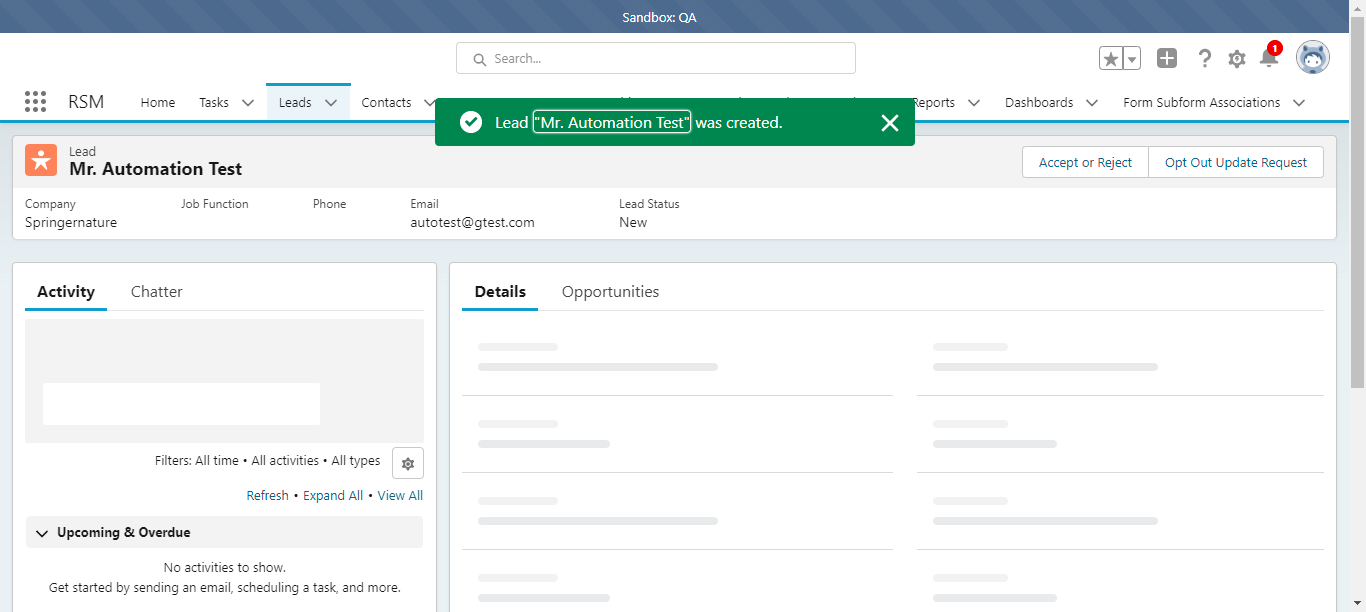 Sandbox: QA
Search...
1
RSM
Home
Tasks
Leads
Contacts
Reports
Dashboards
Form Subform Associations
Lead "Mr. Automation Test" was created.
Lead
Mr. Automation Test
Accept or Reject
Opt Out Update Request
Company
Job Function
Phone
Email
Lead Status
Springernature
autotest@gtest.com
New
Activity
Chatter
Details
Opportunities
Filters: All time • All activities • All types
Refresh • Expand All • View All
Upcoming & Overdue
No activities to show.
Get started by sending an email, scheduling a task, and more.